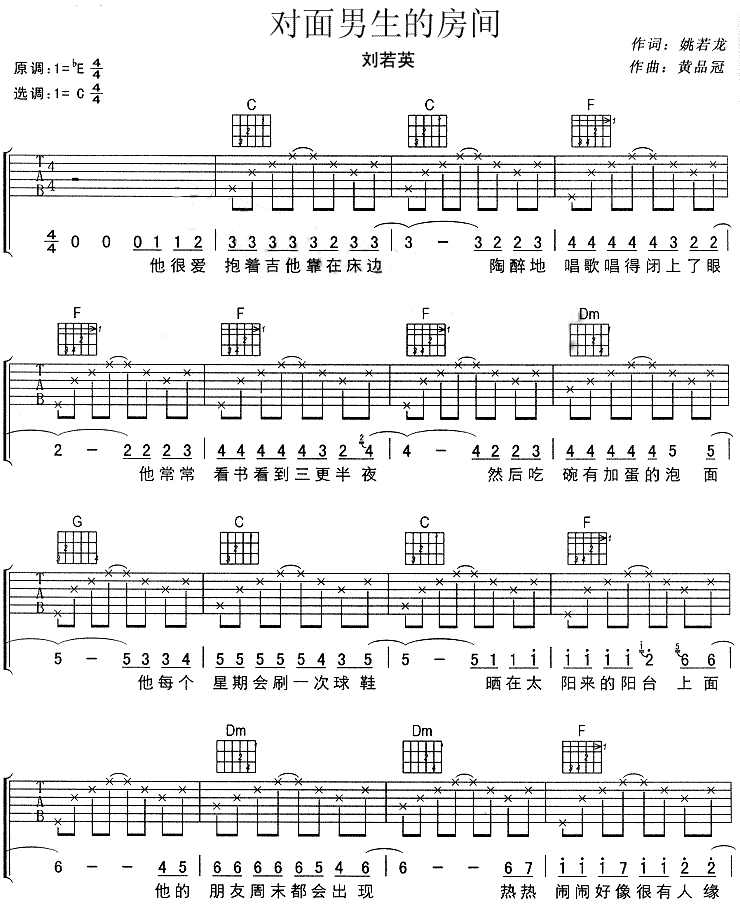 对面男生的房间
作词：姚若龙
原调：1=ᵇE 4/4
刘若英
作曲：黄品冠
选调：1= C 4/4
C C F
T A B 4/4
4/4 0 0 0 1 1 2 | 3 3 3 3 3 2 3 3 | 3 – 3 2 2 3 | 4 4 4 4 4 3 2 2 |
他很爱 抱着吉他靠在床边 陶醉地 唱歌唱得闭上了眼
F F F Dm
T A B
2 – 2 2 2 3 | 4 4 4 4 4 3 2 4 | 4 – 4 2 2 3 | 4 4 4 4 4 5 5 |
他常常 看书看到三更半夜 然后吃 碗有加蛋的泡面
G C C F
T A B
5 – 5 3 3 4 | 5 5 5 5 5 4 3 5 | 5 – 5 1 1 i | i i i i 2 6 6 |
他每个 星期会刷一次球鞋 晒在太 阳来的阳台上面
Dm Dm F
T A B
6 – – 4 5 | 6 6 6 6 6 5 4 6 | 6 – – 6 7 | i i i 7 i i 2 2 |
他的 朋友周末都会出现 热热 闹闹好像很有人缘